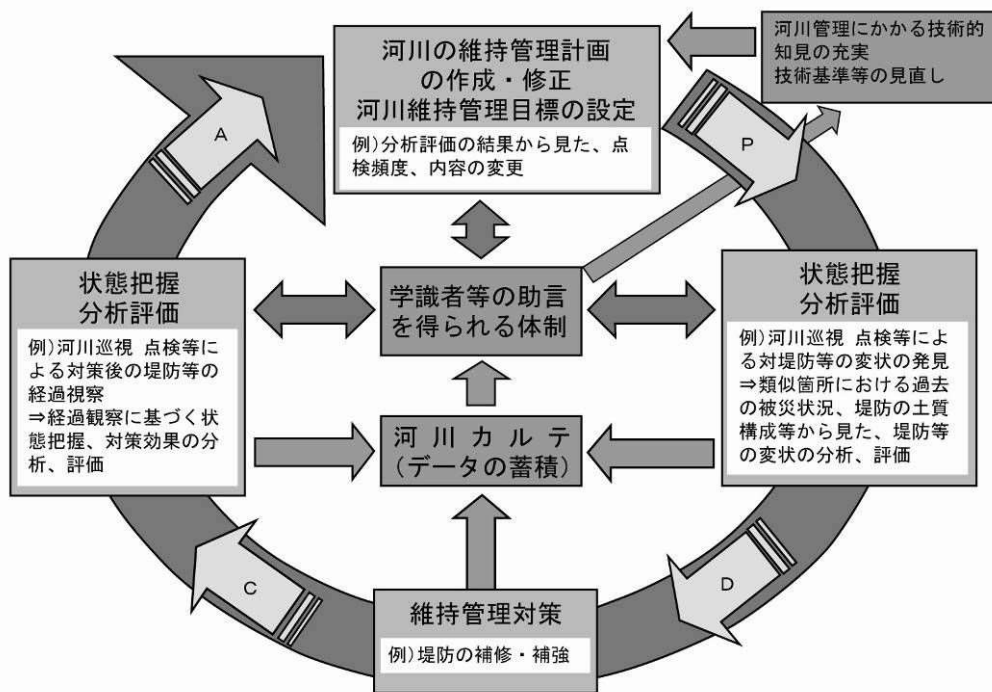 河川の維持管理計画
の作成・修正
河川維持管理目標の設定
例)分析評価の結果から見た、点
検頻度、内容の変更
河川管理にかかる技術的
知見の充実
技術基準等の見直し
A
P
状態把握
分析評価
例)河川巡視 点検等に
よる対策後の堤防等の
経過視察
⇒経過観察に基づく状
態把握、対策効果の分
析、評価
学識者等の助言
を得られる体制
状態把握
分析評価
例)河川巡視 点検等によ
る対堤防等の変状の発見
⇒類似箇所における過去
の被災状況、堤防の土質
構成等から見た、堤防等
の変状の分析、評価
河川カルテ
(データの蓄積)
C
D
維持管理対策
例)堤防の補修・補強